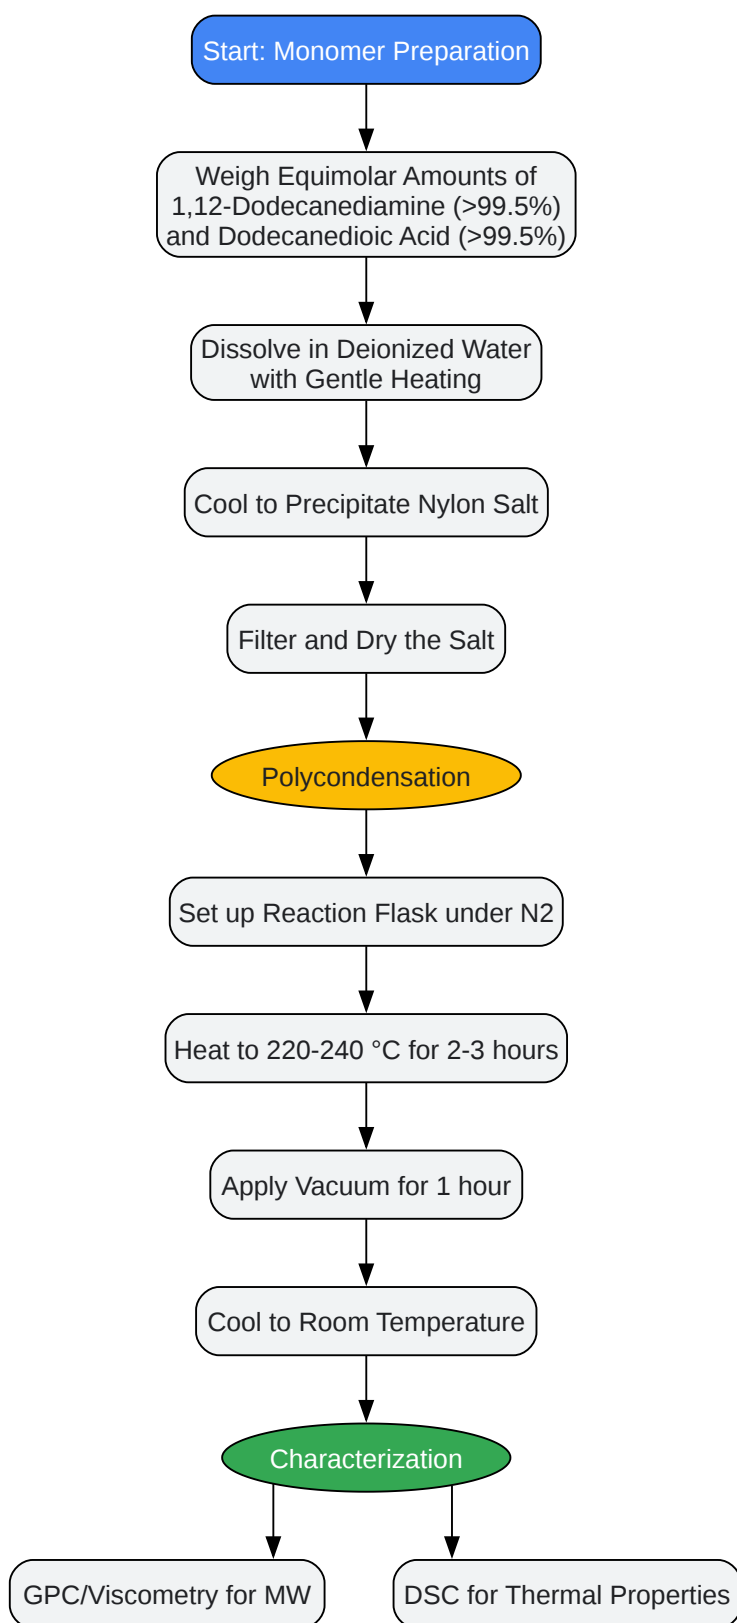 Start: Monomer Preparation
Weigh Equimolar Amounts of
1,12-Dodecanediamine (>99.5%)
and Dodecanedioic Acid (>99.5%)
Dissolve in Deionized Water
with Gentle Heating
Cool to Precipitate Nylon Salt
Filter and Dry the Salt
Polycondensation
Set up Reaction Flask under N2
Heat to 220-240 °C for 2-3 hours
Apply Vacuum for 1 hour
Cool to Room Temperature
Characterization
GPC/Viscometry for MW
DSC for Thermal Properties